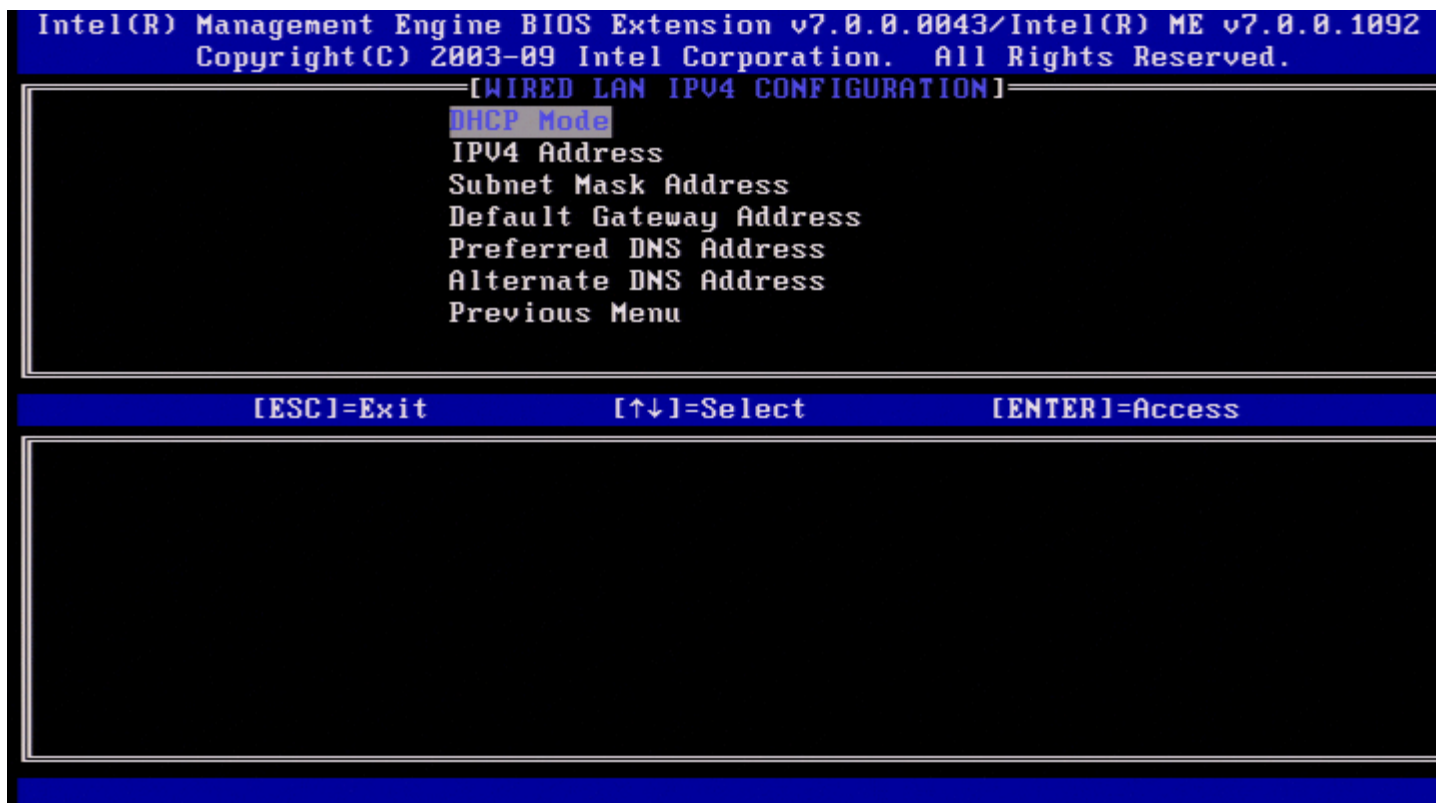 Intel(R) Management Engine BIOS Extension v7.0.0.0043/Intel(R) ME v7.0.0.1092
Copyright(C) 2003-09 Intel Corporation. All Rights Reserved.
[WIRED LAN IPV4 CONFIGURATION]
DHCP Mode
IPV4 Address
Subnet Mask Address
Default Gateway Address
Preferred DNS Address
Alternate DNS Address
Previous Menu
[ESC]=Exit [↑↓]=Select [ENTER]=Access